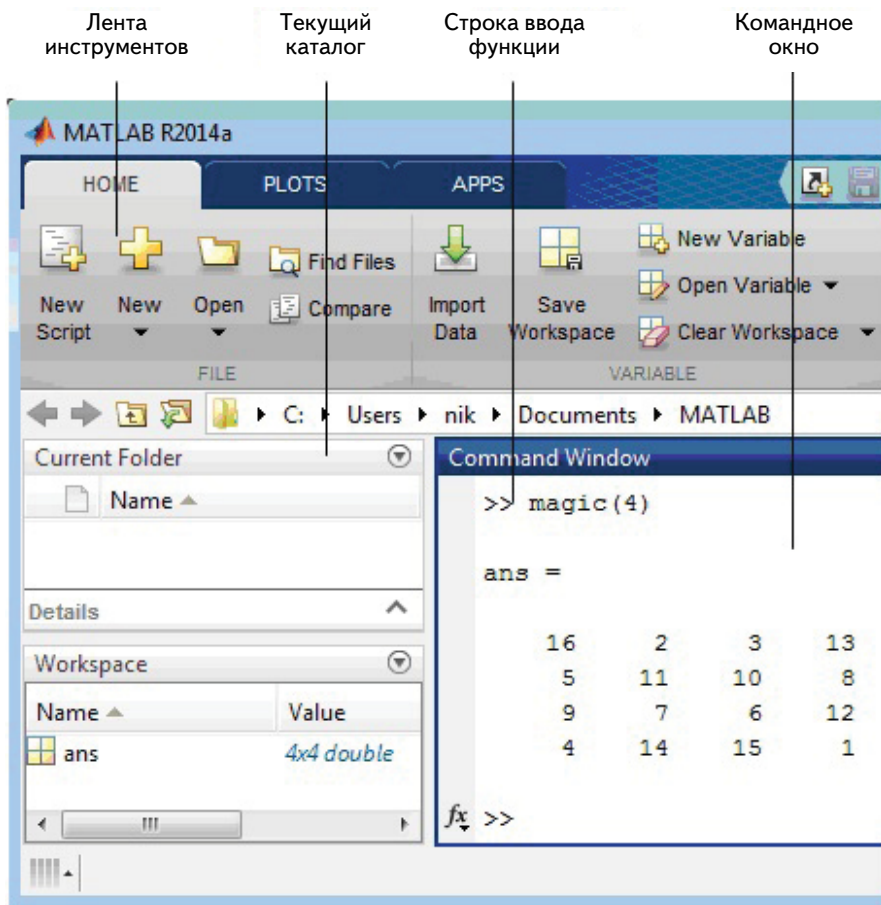 Лента инструментов
Текущий каталог
Строка ввода функции
Командное окно
MATLAB R2014a
HOME PLOTS APPS
New Script
New
Open
Find Files
Compare
FILE
Import Data
Save Workspace
New Variable
Open Variable
Clear Workspace
VARIABLE
C: Users nik Documents MATLAB
Current Folder
Name
Details
Workspace
Name Value
ans 4x4 double
Command Window
>> magic(4)
ans =
16 2 3 13
5 11 10 8
9 7 6 12
4 14 15 1
fx >>